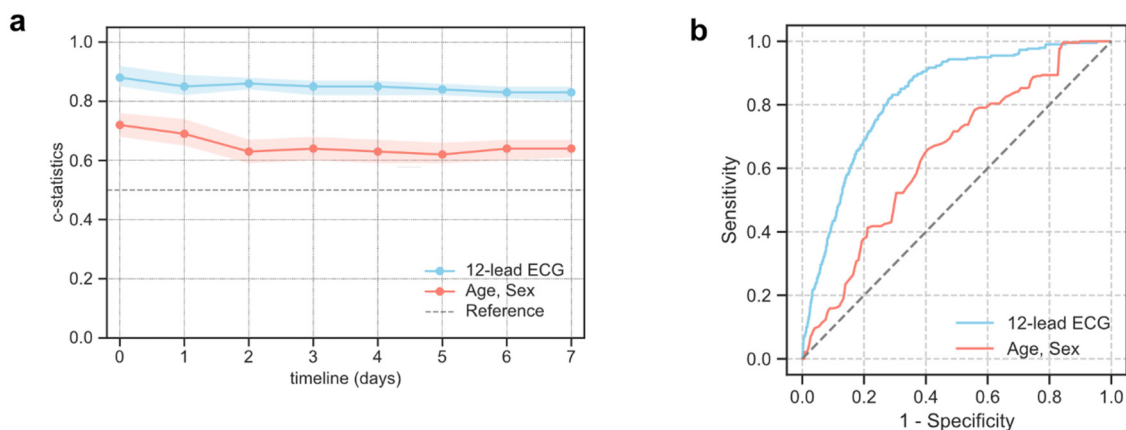 a
c-statistics
1.0
0.8
0.6
0.4
0.2
0.0
12-lead ECG
Age, Sex
Reference
0 1 2 3 4 5 6 7
timeline (days)
b
Sensitivity
1.0
0.8
0.6
0.4
0.2
0.0
12-lead ECG
Age, Sex
0.0 0.2 0.4 0.6 0.8 1.0
1 - Specificity